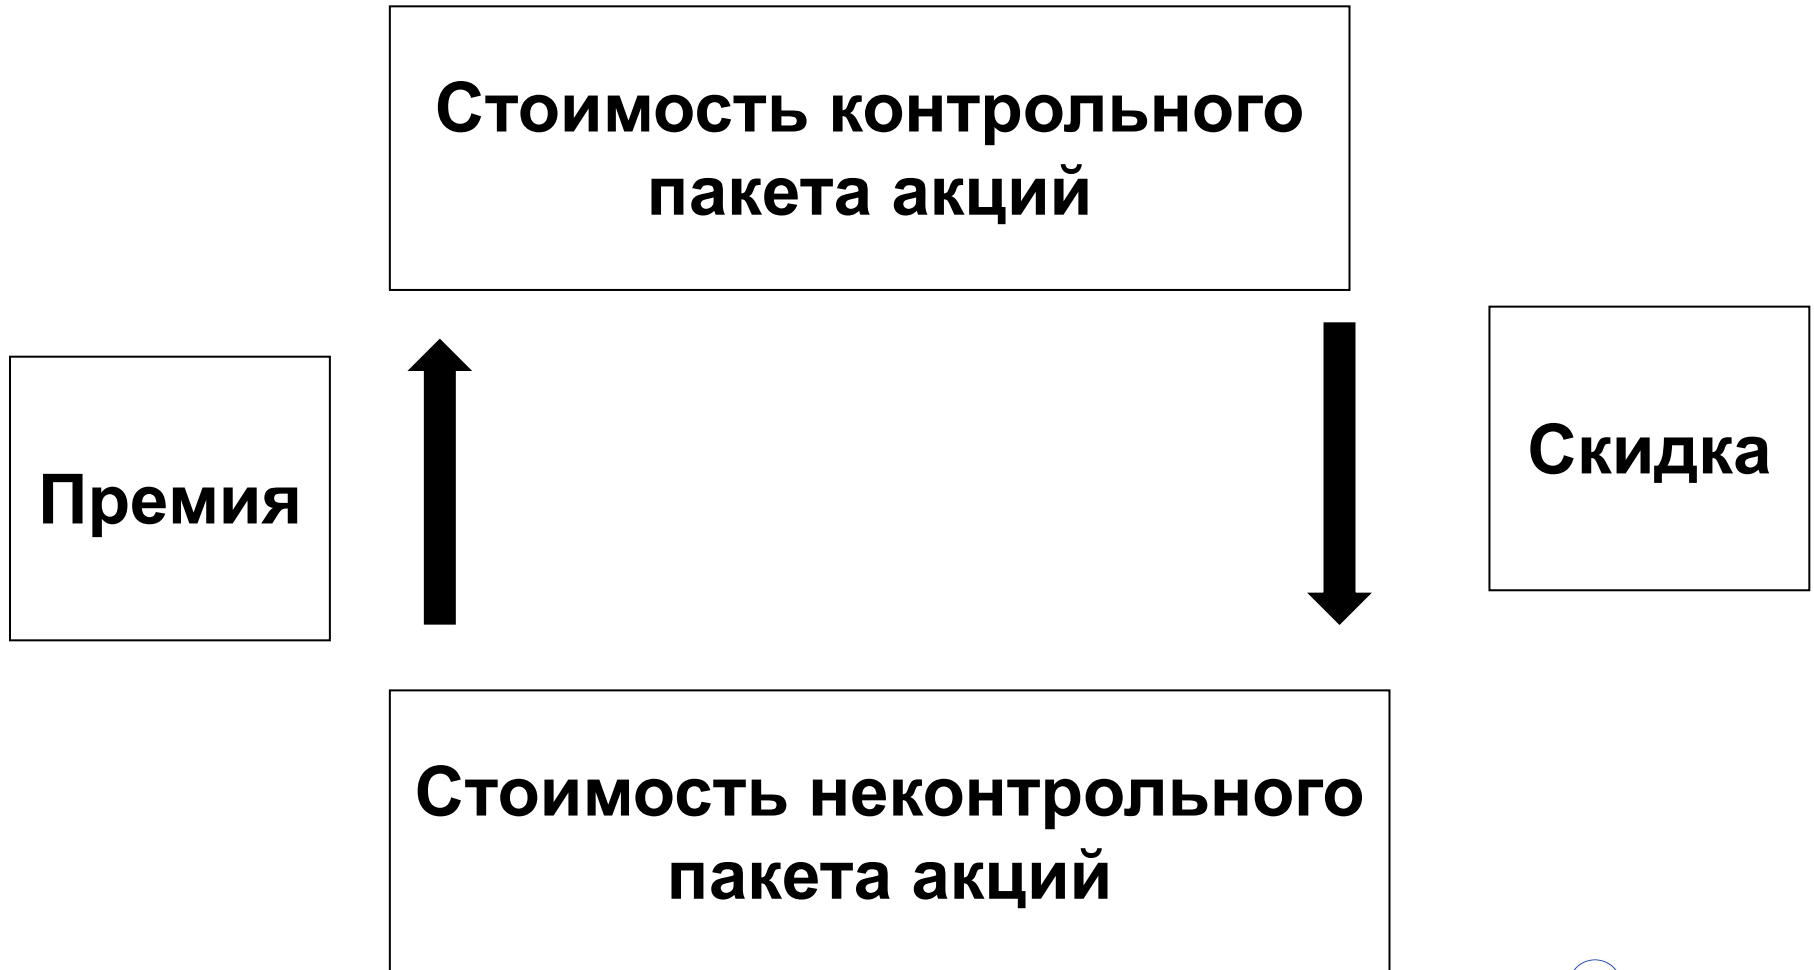 Стоимость контрольного
пакета акций
Премия
Скидка
Стоимость неконтрольного
пакета акций